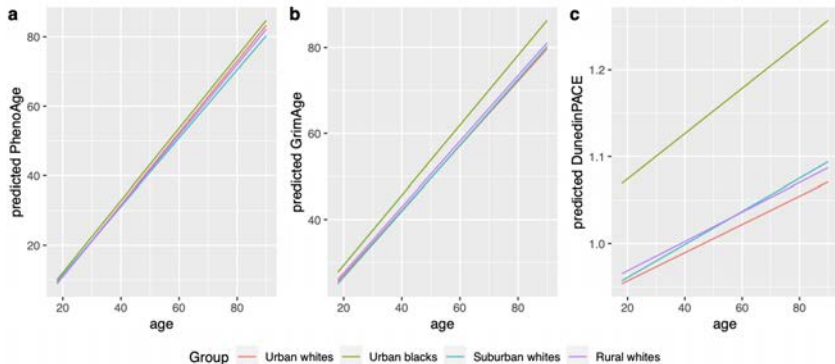 a b c
predicted PhenoAge
80
60
40
20
20 40 60 80
age
predicted GrimAge
80
60
40
20 40 60 80
age
predicted DunedinPACE
1.2
1.1
1.0
20 40 60 80
age
Group Urban whites Urban blacks Suburban whites Rural whites